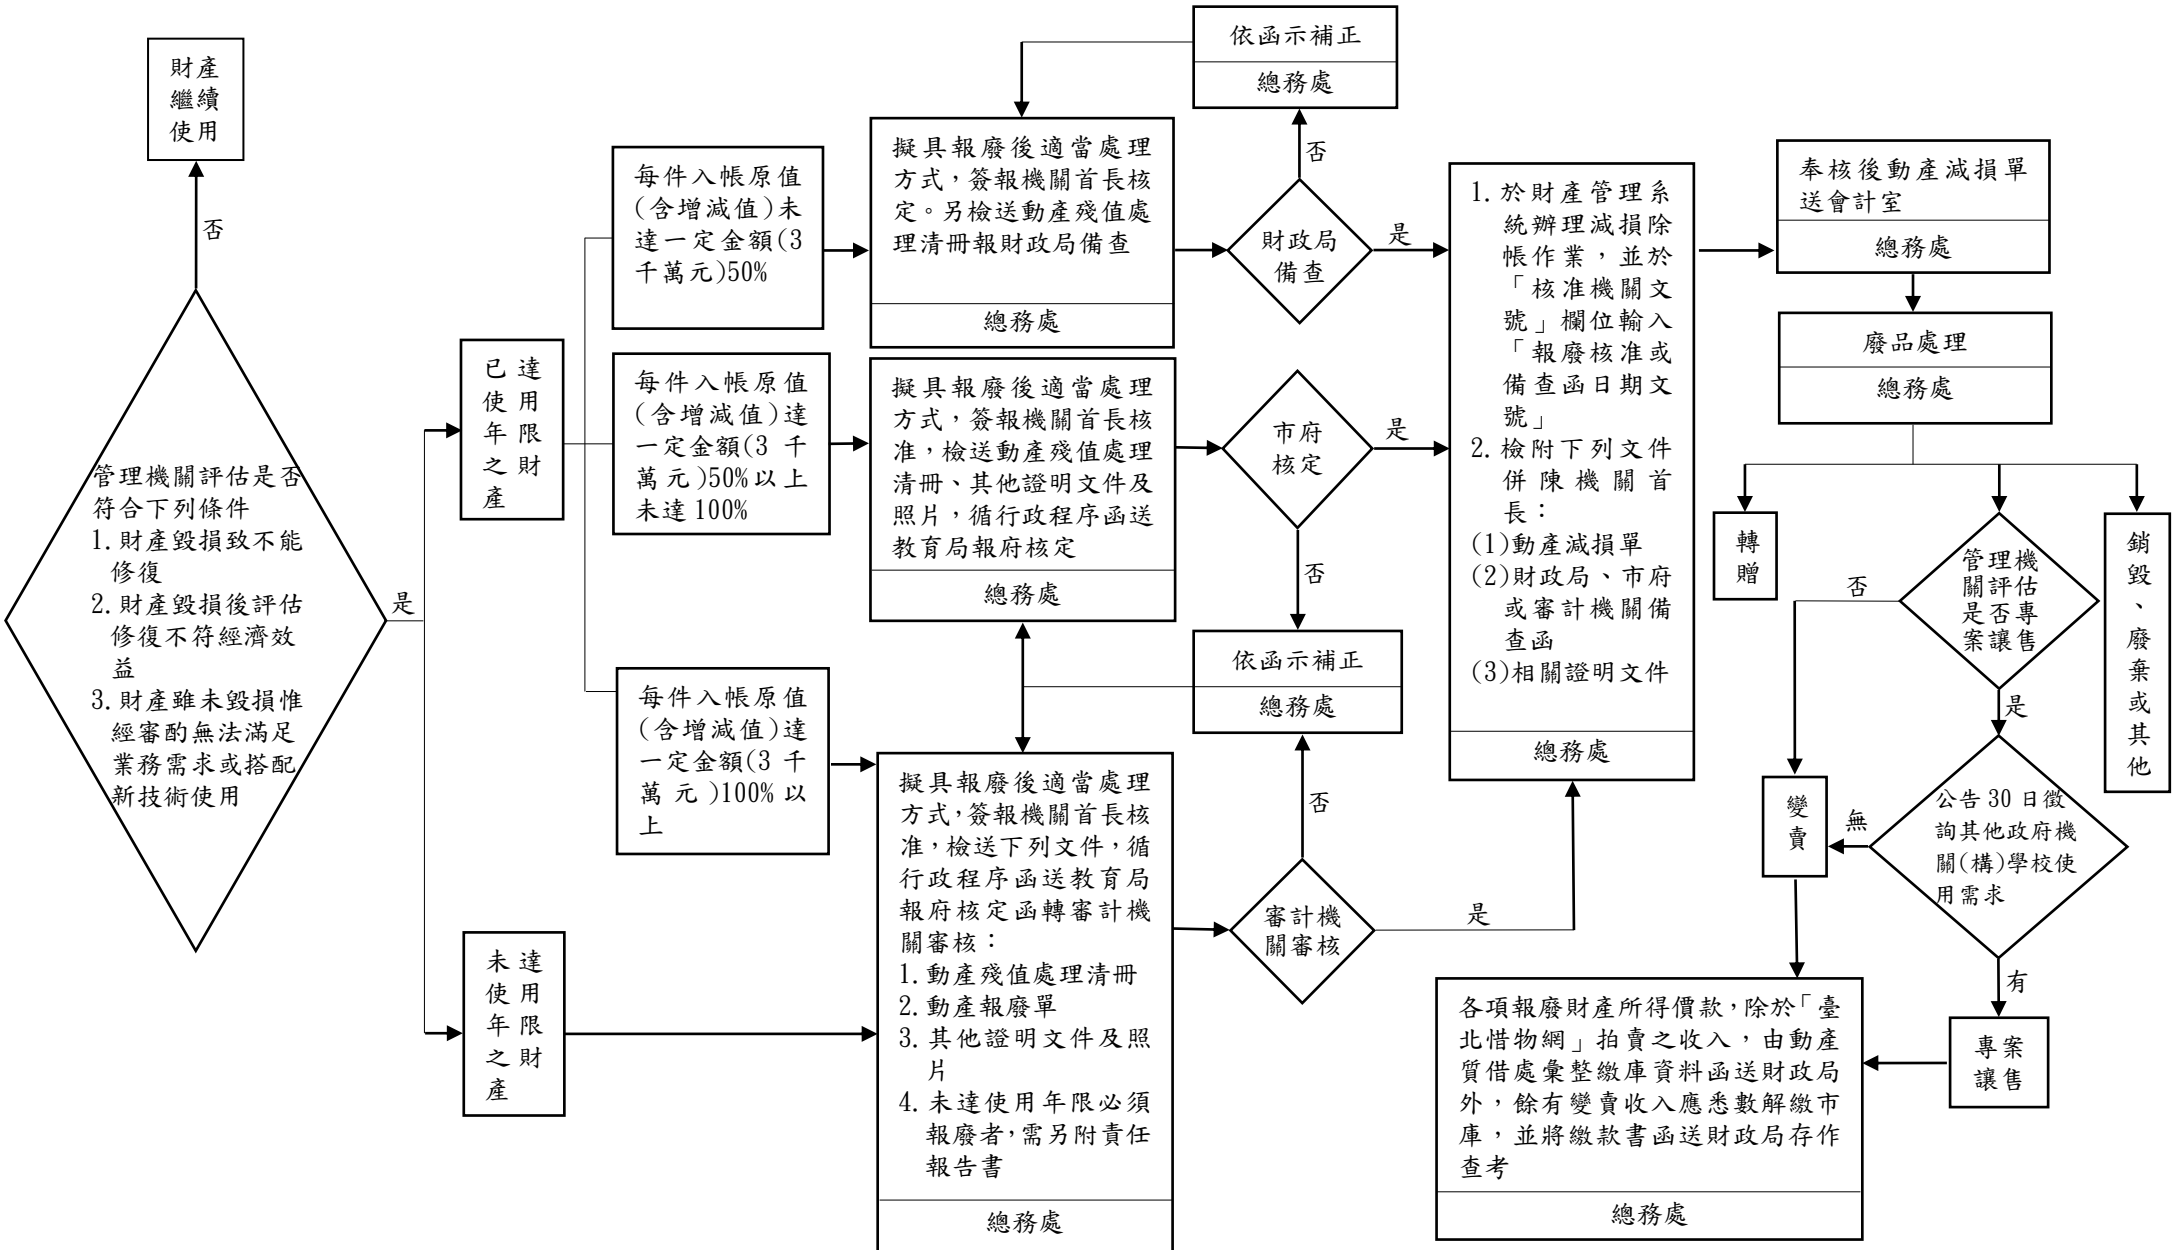 財產
繼續
使用
否
管理機關評估是否
符合下列條件
1.財產毀損致不能
修復
2.財產毀損後評估
修復不符經濟效
益
3.財產雖未毀損惟
經審酌無法滿足
業務需求或搭配
新技術使用
是
已達
使用
年限
之財
產
未達
使用
年限
之財
產
每件入帳原值
(含增減值)未
達一定金額(3
千萬元)50%
每件入帳原值
(含增減值)達
一定金額(3 千
萬元)50%以上
未達100%
每件入帳原值
(含增減值)達
一定金額(3 千
萬元)100%以
上
擬具報廢後適當處理
方式,簽報機關首長核
定。另檢送動產殘值處
理清冊報財政局備查
總務處
擬具報廢後適當處理
方式,簽報機關首長核
准,檢送動產殘值處理
清冊、其他證明文件及
照片,循行政程序函送
教育局報府核定
總務處
擬具報廢後適當處理
方式,簽報機關首長核
准,檢送下列文件,循
行政程序函送教育局
報府核定函轉審計機
關審核:
1.動產殘值處理清冊
2.動產報廢單
3.其他證明文件及照
片
4.未達使用年限必須
報廢者,需另附責任
報告書
總務處
依函示補正
總務處
否
財政局
備查
是
市府
核定
是
否
依函示補正
總務處
否
審計機
關審核
是
1.於財產管理系
統辦理減損除
帳作業,並於
「核准機關文
號」欄位輸入
「報廢核准或
備查函日期文
號」
2.檢附下列文件
併陳機關首
長:
(1)動產減損單
(2)財政局、市府
或審計機關備
查函
(3)相關證明文件
總務處
奉核後動產減損單
送會計室
總務處
廢品處理
總務處
轉
贈
管理機
關評估
是否專
讓售
否
是
銷
毀
、
廢
棄
或
其
他
變
賣
無
公告30日徵
詢其他政府機
關(構)學校使
用需求
有
專案
讓售
各項報廢財產所得價款,除於「臺
北惜物網」拍賣之收入,由動產
質借處彙整繳庫資料函送財政局
外,餘有變賣收入應悉數解繳市
庫,並將繳款書函送財政局存作
查考
總務處